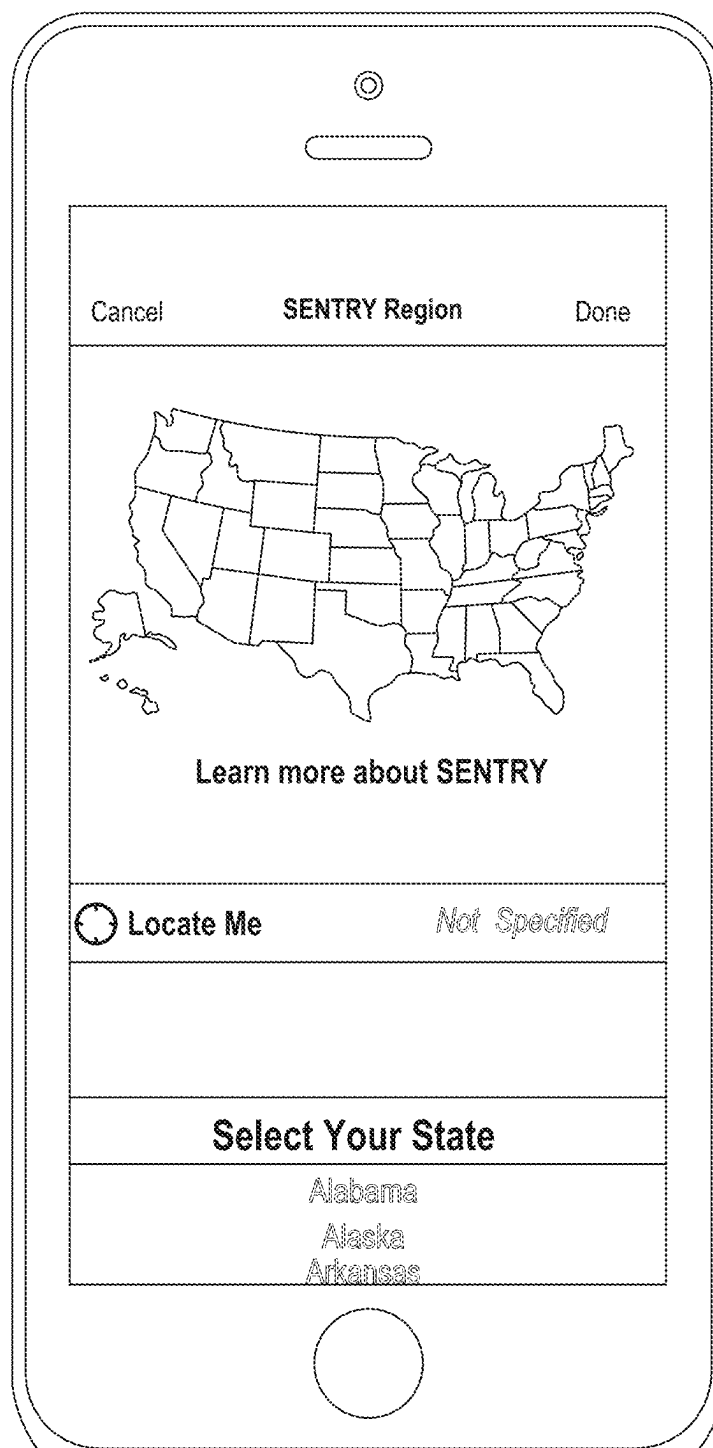 Cancel SENTRY Region Done
Learn more about SENTRY
Locate Me Not Specified
Select Your State
Alabama
Alaska
Arkansas